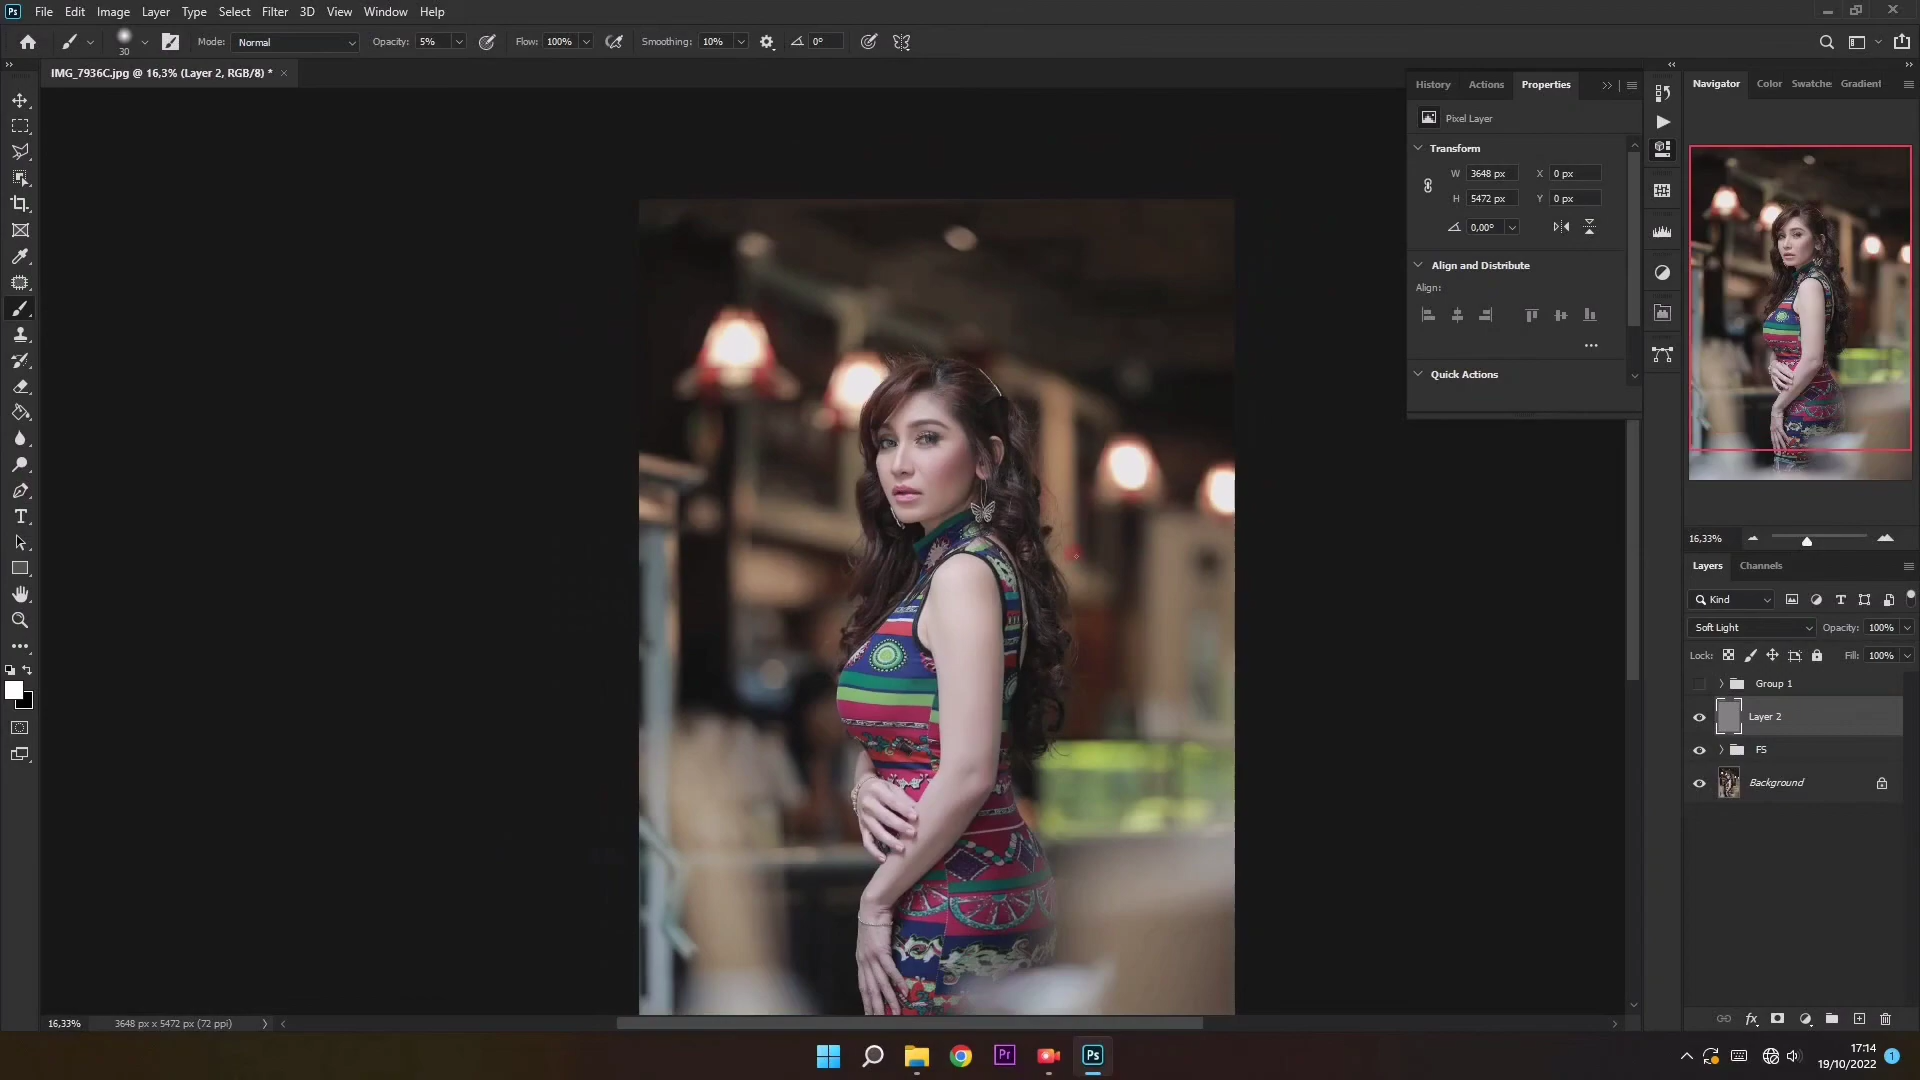 Ps File Edit Image Layer Type Select Filter 3D View Window Help
30 Mode: Normal Opacity: 5% Flow: 100% Smoothing: 10% 0°
IMG_7936C.jpg @ 16,3% (Layer 2, RGB/8) *
History Actions Properties
Navigator Color Swatche Gradient
Pixel Layer
Transform
W 3648 px X 0 px
H 5472 px Y 0 px
0,00°
Align and Distribute
Align:
Quick Actions
16,33%
Layers Channels
Kind
Soft Light Opacity: 100%
Lock: Fill: 100%
Group 1
Layer 2
FS
Background
16,33% 3648 px x 5472 px (72 ppi)
Pr Ps
17:14
19/10/2022
1